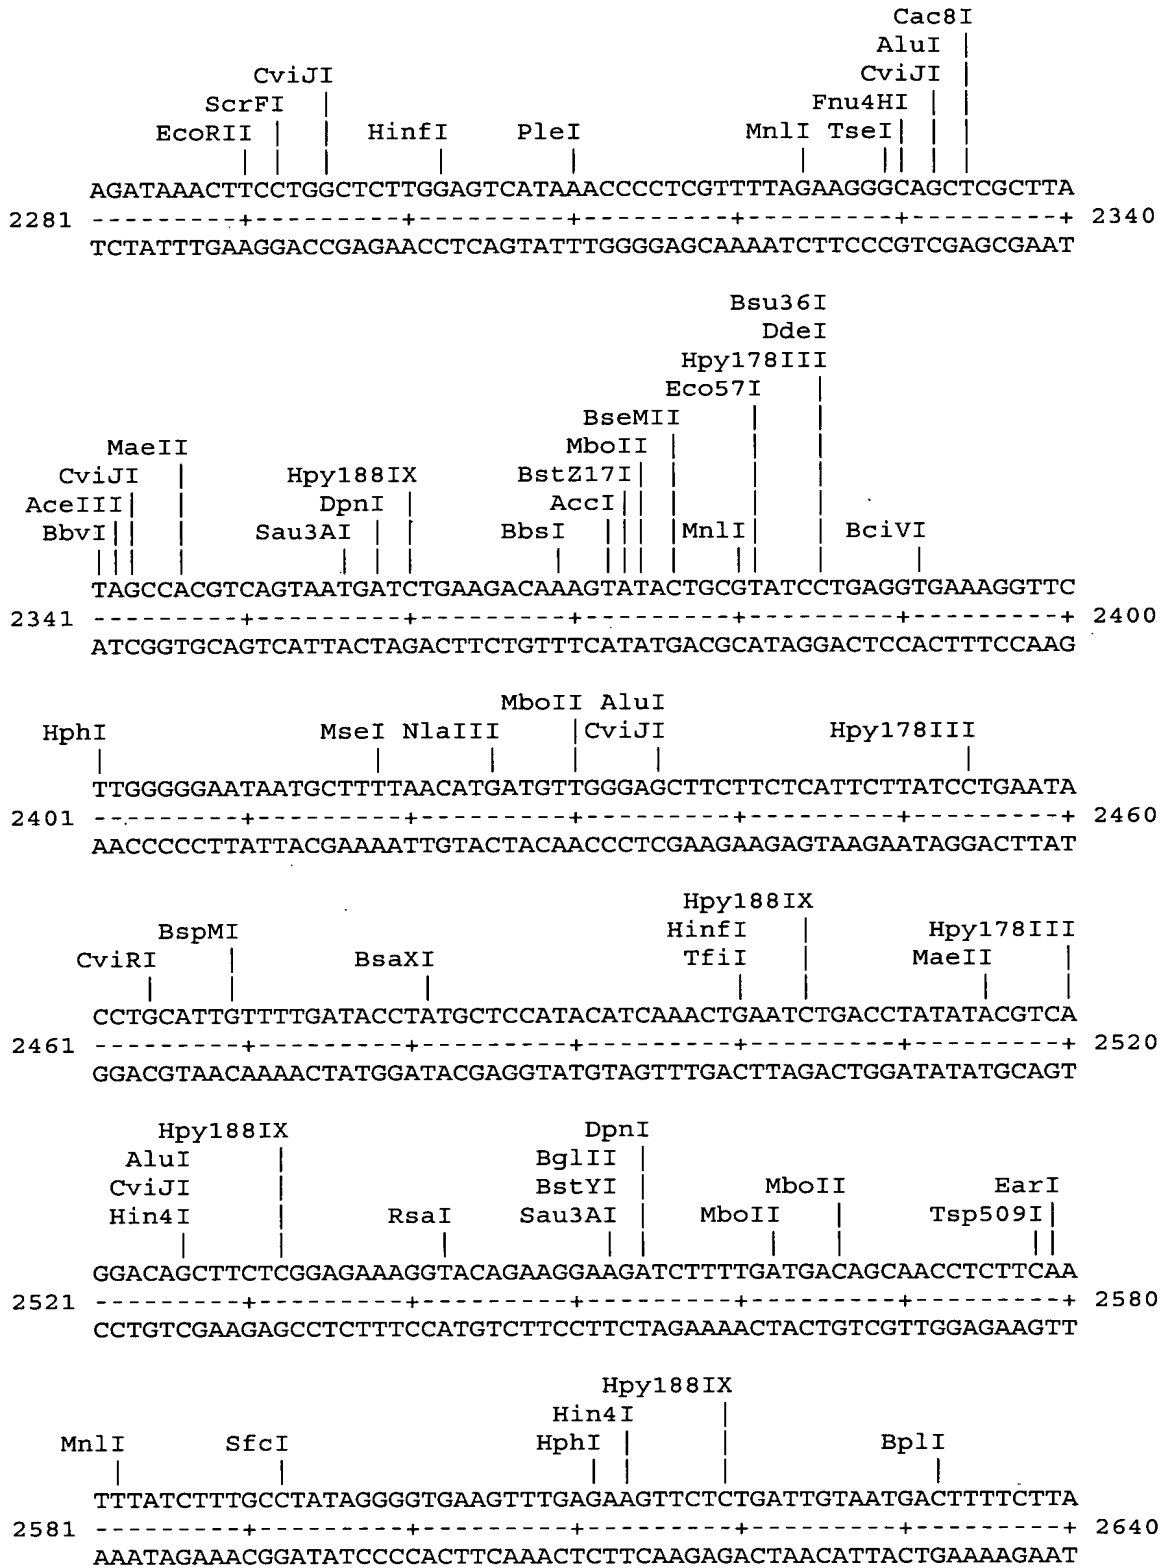 Cac8I
AluI
CviJI CviJI
ScrFI Fnu4HI
EcoRII HinfI PleI MnlI TseI
AGATAAACTTCCTGGCTCTTGGAGTCATAAACCCCTCGTTTTAGAAGGGCAGCTCGCTTA
2281 ---------+---------+---------+---------+---------+---------+ 2340
TCTATTTGAAGGACCGAGAACCTCAGTATTTGGGGAGCAAAATCTTCCCGTCGAGCGAAT
Bsu36I
DdeI
Hpy178III
Eco57I
BseMII
MaeII MboII
CviJI Hpy188IX BstZ17I
AceIII DpnI AccI
BbvI Sau3AI BbsI MnlI BciVI
TAGCCACGTCAGTAATGATCTGAAGACAAAGTATACTGCGTATCCTGAGGTGAAAGGTTC
2341 ---------+---------+---------+---------+---------+---------+ 2400
ATCGGTGCAGTCATTACTAGACTTCTGTTTCATATGACGCATAGGACTCCACTTTCCAAG
MboII AluI
HphI MseI NlaIII CviJI Hpy178III
TTGGGGGAATAATGCTTTTAACATGATGTTGGGAGCTTCTTCTCATTCTTATCCTGAATA
2401 ---------+---------+---------+---------+---------+---------+ 2460
AACCCCCTTATTACGAAAATTGTACTACAACCCTCGAAGAAGAGTAAGAATAGGACTTAT
Hpy188IX
BspMI HinfI Hpy178III
CviRI BsaXI TfiI MaeII
CCTGCATTGTTTTGATACCTATGCTCCATACATCAAACTGAATCTGACCTATATACGTCA
2461 ---------+---------+---------+---------+---------+---------+ 2520
GGACGTAACAAAACTATGGATACGAGGTATGTAGTTTGACTTAGACTGGATATATGCAGT
Hpy188IX DpnI
AluI BglII
CviJI BstYI MboII EarI
Hin4I RsaI Sau3AI MboII Tsp509I
GGACAGCTTCTCGGAGAAAGGTACAGAAGGAAGATCTTTTGATGACAGCAACCTCTTCAA
2521 ---------+---------+---------+---------+---------+---------+ 2580
CCTGTCGAAGAGCCTCTTTCCATGTCTTCCTTCTAGAAAACTACTGTCGTTGGAGAAGTT
Hpy188IX
Hin4I
MnlI SfcI HphI BplI
TTTATCTTTGCCTATAGGGGTGAAGTTTGAGAAGTTCTCTGATTGTAATGACTTTTCTTA
2581 ---------+---------+---------+---------+---------+---------+ 2640
AAATAGAAACGGATATCCCCACTTCAAACTCTTCAAGAGACTAACATTACTGAAAAGAAT